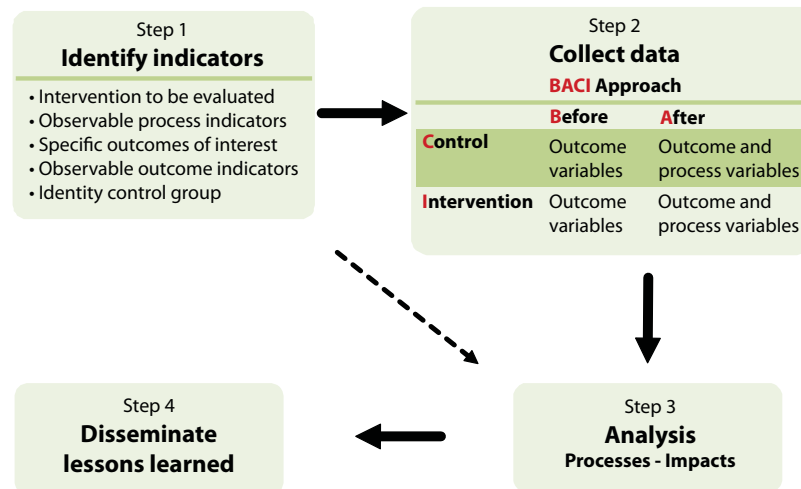 Step 1
Identify indicators
• Intervention to be evaluated
• Observable process indicators
• Specific outcomes of interest
• Observable outcome indicators
• Identity control group
Step 2
Collect data
BACI Approach
Before After
Control Outcome variables Outcome and process variables
Intervention Outcome variables Outcome and process variables
Step 3
Analysis
Processes - Impacts
Step 4
Disseminate
lessons learned